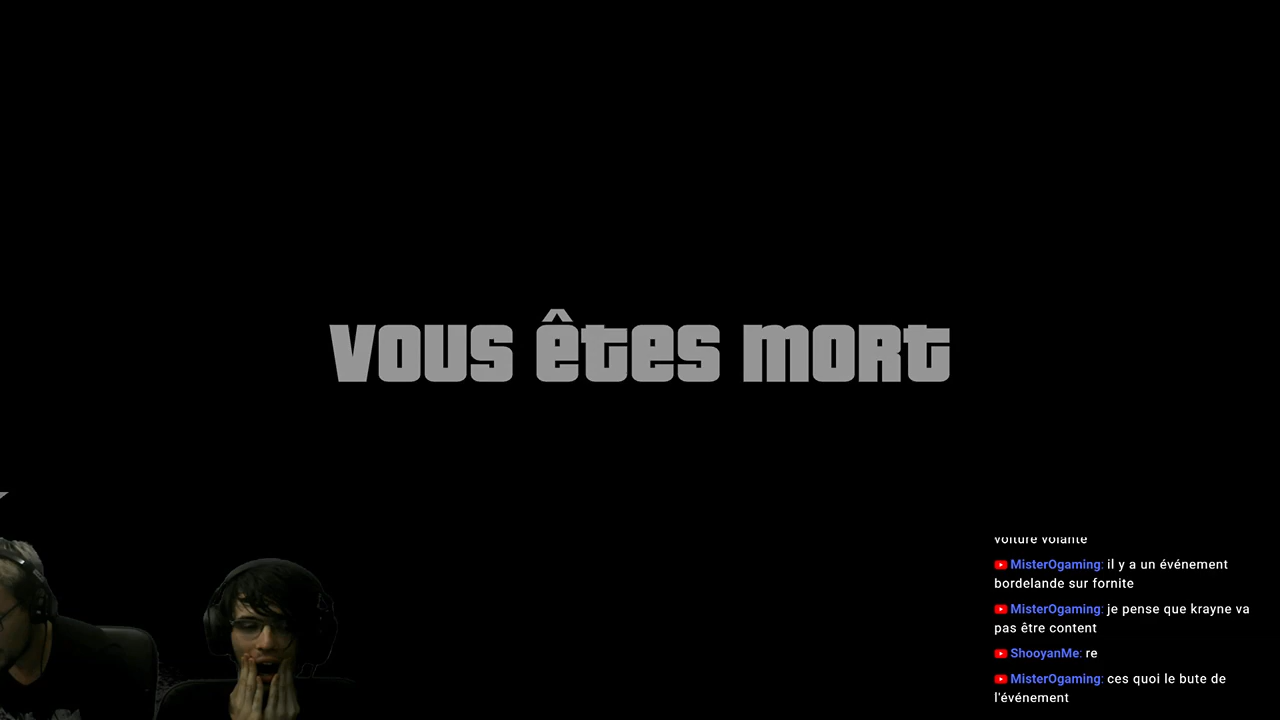 vous êtes mort
voiture volante
MisterOgaming: il y a un événement
bordelande sur fornite
MisterOgaming: je pense que krayne va
pas être content
ShooyanMe: re
MisterOgaming: ces quoi le bute de
l'événement